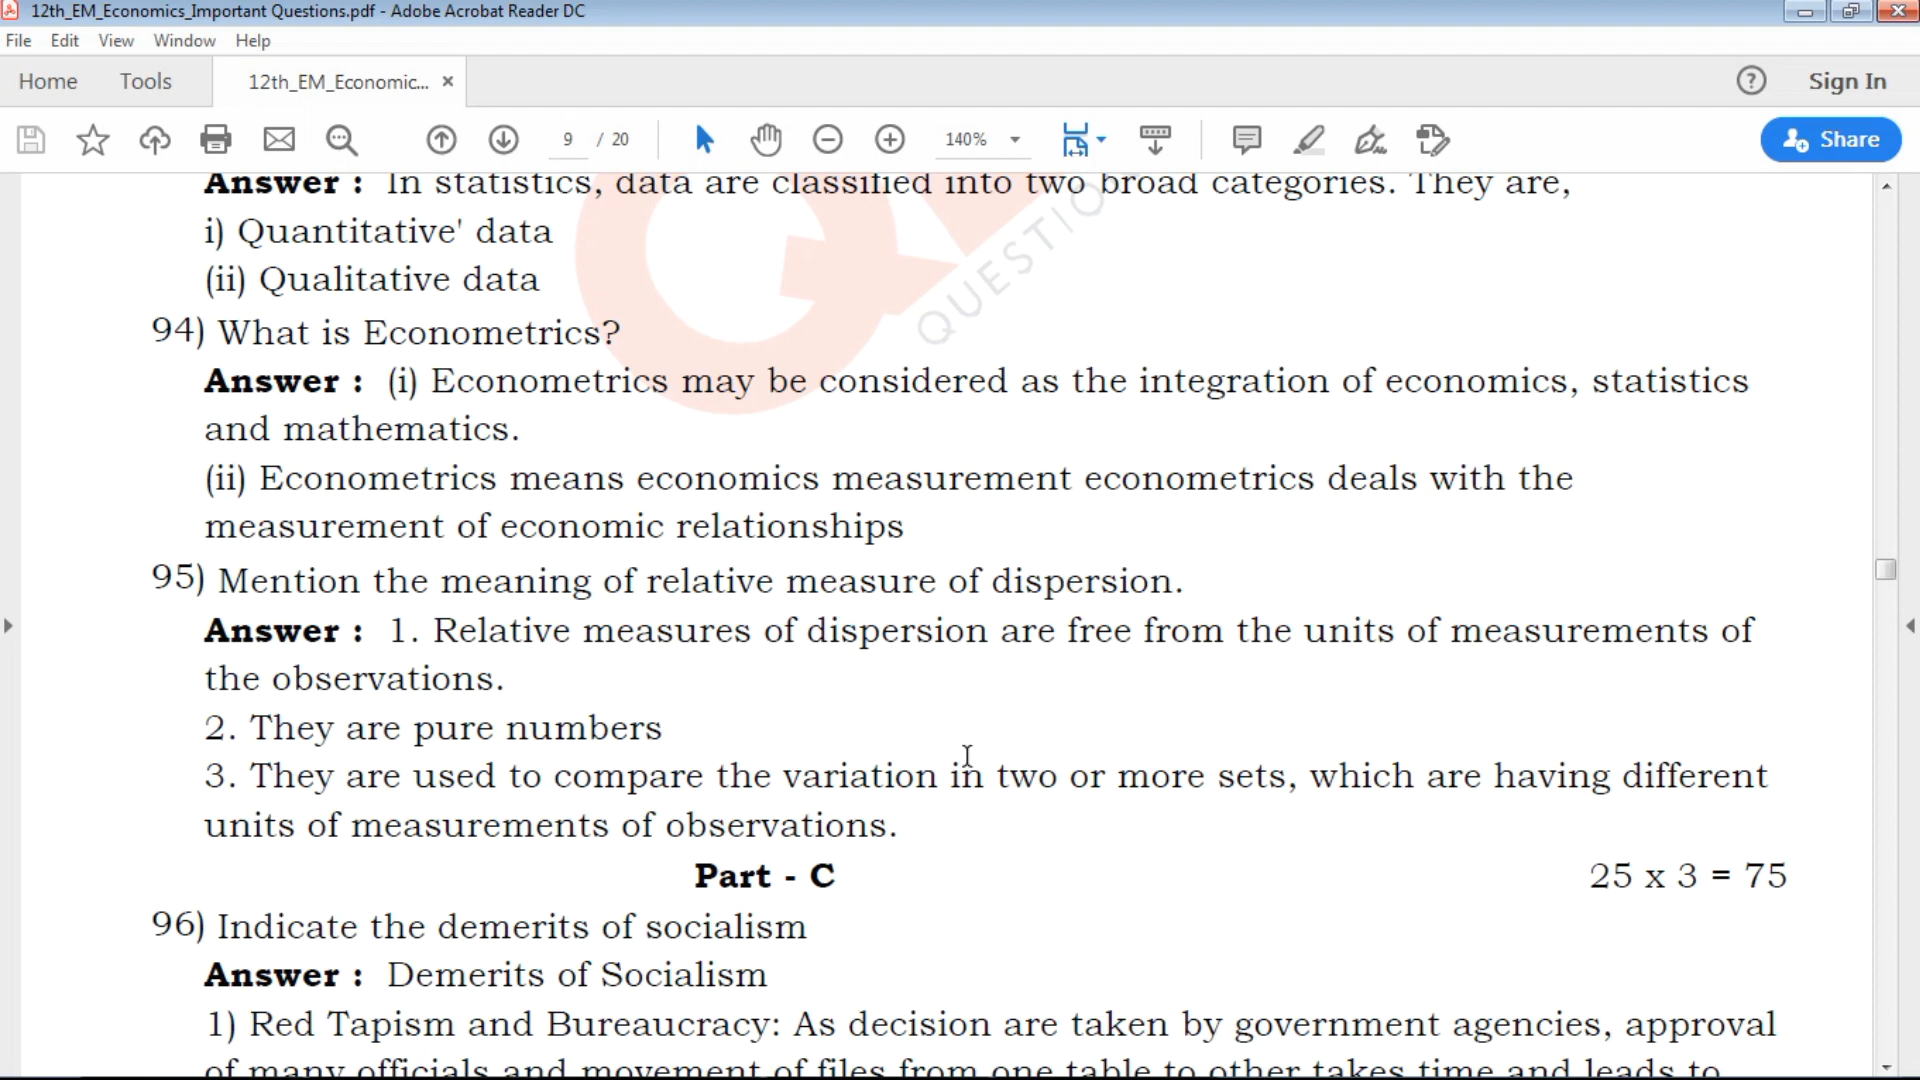 12th_EM_Economics_Important Questions.pdf - Adobe Acrobat Reader DC
File Edit View Window Help
Home Tools 12th_EM_Economic... × ? Sign In
9 / 20 140% Share
Answer : In statistics, data are classified into two broad categories. They are,
i) Quantitative' data
(ii) Qualitative data
QUESTIO
94) What is Econometrics?
Answer : (i) Econometrics may be considered as the integration of economics, statistics
and mathematics.
(ii) Econometrics means economics measurement econometrics deals with the
measurement of economic relationships
95) Mention the meaning of relative measure of dispersion.
Answer : 1. Relative measures of dispersion are free from the units of measurements of
the observations.
2. They are pure numbers
3. They are used to compare the variation in two or more sets, which are having different
units of measurements of observations.
Part - C 25 x 3 = 75
96) Indicate the demerits of socialism
Answer : Demerits of Socialism
1) Red Tapism and Bureaucracy: As decision are taken by government agencies, approval
of many officials and movement of files from one table to other takes time and leads to